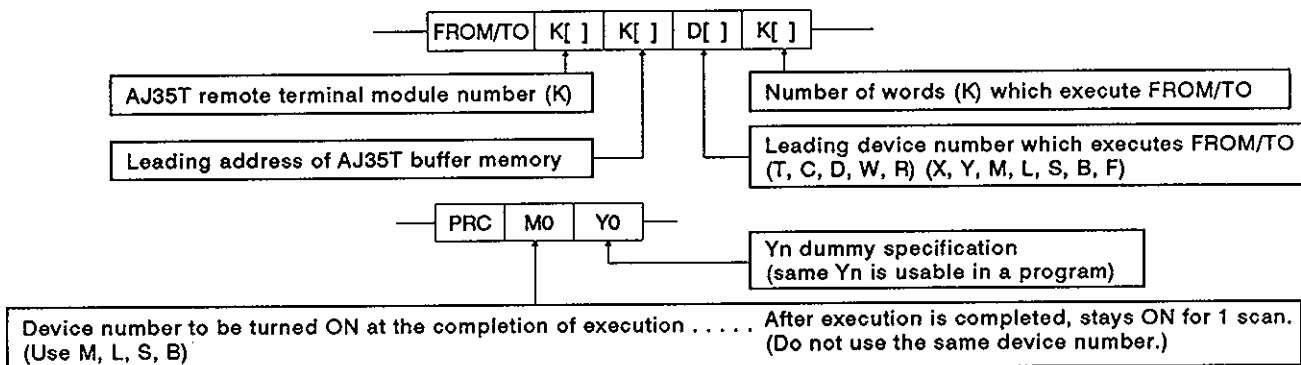 FROM/TO K[ ] K[ ] D[ ] K[ ]
AJ35T remote terminal module number (K)
Number of words (K) which execute FROM/TO
Leading address of AJ35T buffer memory
Leading device number which executes FROM/TO
(T, C, D, W, R) (X, Y, M, L, S, B, F)
PRC M0 Y0
Yn dummy specification
(same Yn is usable in a program)
Device number to be turned ON at the completion of execution ..... After execution is completed, stays ON for 1 scan.
(Use M, L, S, B) (Do not use the same device number.)